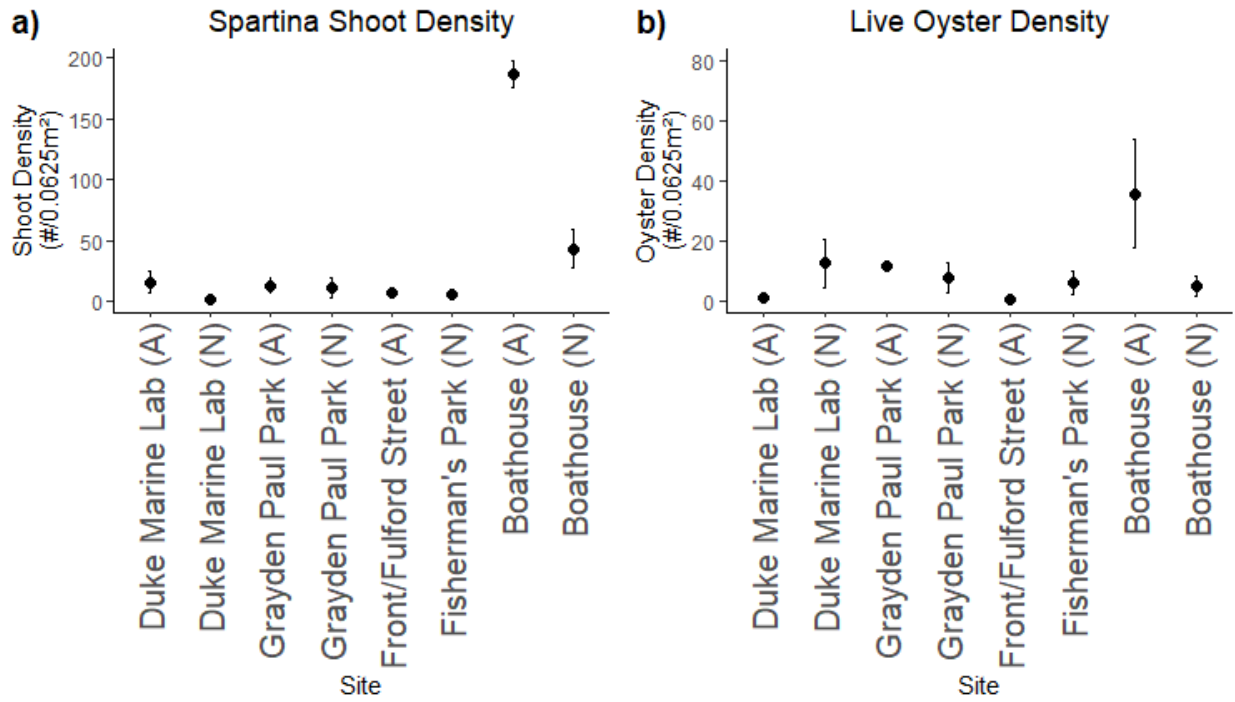 a)
Spartina Shoot Density
Shoot Density
(#/0.0625m²)
200
150
100
50
0
Duke Marine Lab (A)
Duke Marine Lab (N)
Grayden Paul Park (A)
Grayden Paul Park (N)
Front/Fulford Street (A)
Fisherman's Park (N)
Boathouse (A)
Boathouse (N)
Site
b)
Live Oyster Density
Oyster Density
(#/0.0625m²)
80
60
40
20
0
Duke Marine Lab (A)
Duke Marine Lab (N)
Grayden Paul Park (A)
Grayden Paul Park (N)
Front/Fulford Street (A)
Fisherman's Park (N)
Boathouse (A)
Boathouse (N)
Site